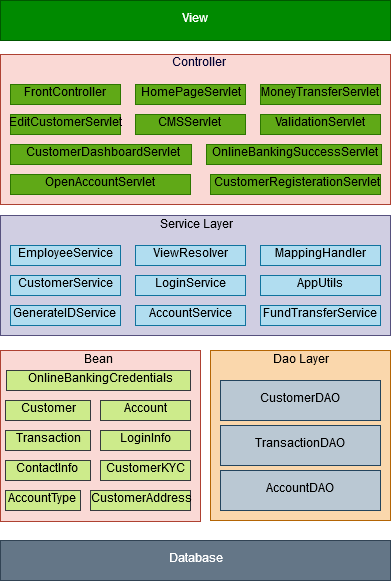 View
Controller
FrontController HomePageServlet MoneyTransferServlet
EditCustomerServlet CMSServlet ValidationServlet
CustomerDashboardServlet OnlineBankingSuccessServlet
OpenAccountServlet CustomerRegisterationServlet
Service Layer
EmployeeService ViewResolver MappingHandler
CustomerService LoginService AppUtils
GenerateIDService AccountService FundTransferService
Bean
OnlineBankingCredentials
Customer Account
Transaction LoginInfo
ContactInfo CustomerKYC
AccountType CustomerAddress
Dao Layer
CustomerDAO
TransactionDAO
AccountDAO
Database